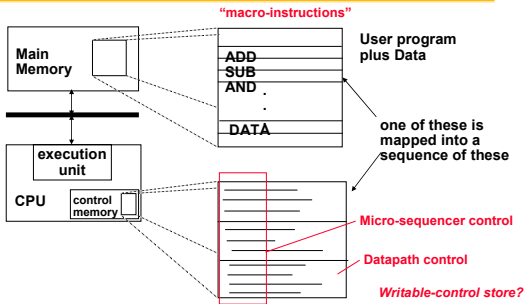 “macro-instructions”
Main
Memory
ADD
SUB
AND
.
.
DATA
User program
plus Data
one of these is
mapped into a
sequence of these
execution
unit
CPU
control
memory
Micro-sequencer control
Datapath control
Writable-control store?